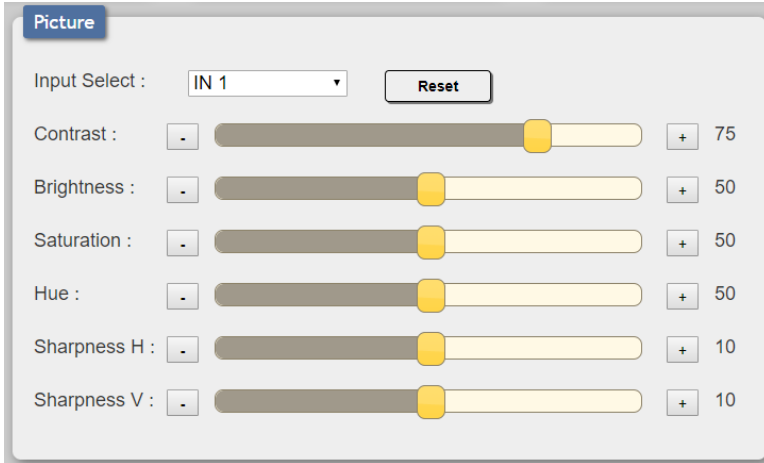 Picture
Input Select : IN 1 Reset
Contrast : - + 75
Brightness : - + 50
Saturation : - + 50
Hue : - + 50
Sharpness H : - + 10
Sharpness V : - + 10